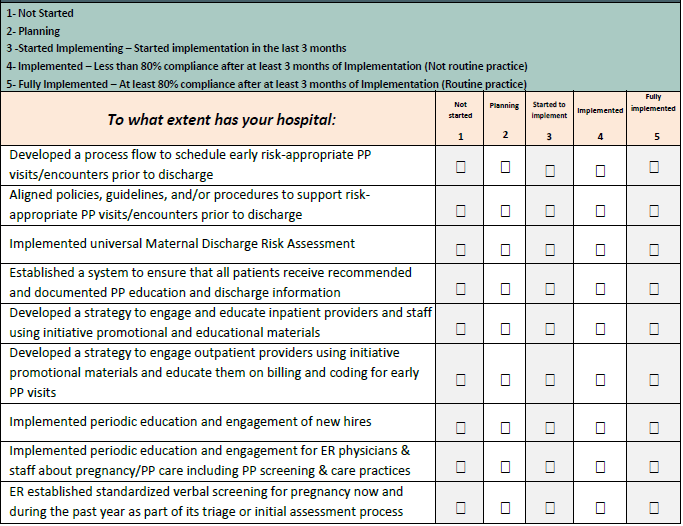 1- Not Started
2- Planning
3 -Started Implementing – Started implementation in the last 3 months
4- Implemented – Less than 80% compliance after at least 3 months of Implementation (Not routine practice)
5- Fully Implemented – At least 80% compliance after at least 3 months of Implementation (Routine practice)
To what extent has your hospital:
Not started 1
Planning 2
Started to implement 3
Implemented 4
Fully implemented 5
Developed a process flow to schedule early risk-appropriate PP
visits/encounters prior to discharge
Aligned policies, guidelines, and/or procedures to support risk-
appropriate PP visits/encounters prior to discharge
Implemented universal Maternal Discharge Risk Assessment
Established a system to ensure that all patients receive recommended
and documented PP education and discharge information
Developed a strategy to engage and educate inpatient providers and staff
using initiative promotional and educational materials
Developed a strategy to engage outpatient providers using initiative
promotional materials and educate them on billing and coding for early
PP visits
Implemented periodic education and engagement of new hires
Implemented periodic education and engagement for ER physicians &
staff about pregnancy/PP care including PP screening & care practices
ER established standardized verbal screening for pregnancy now and
during the past year as part of its triage or initial assessment process